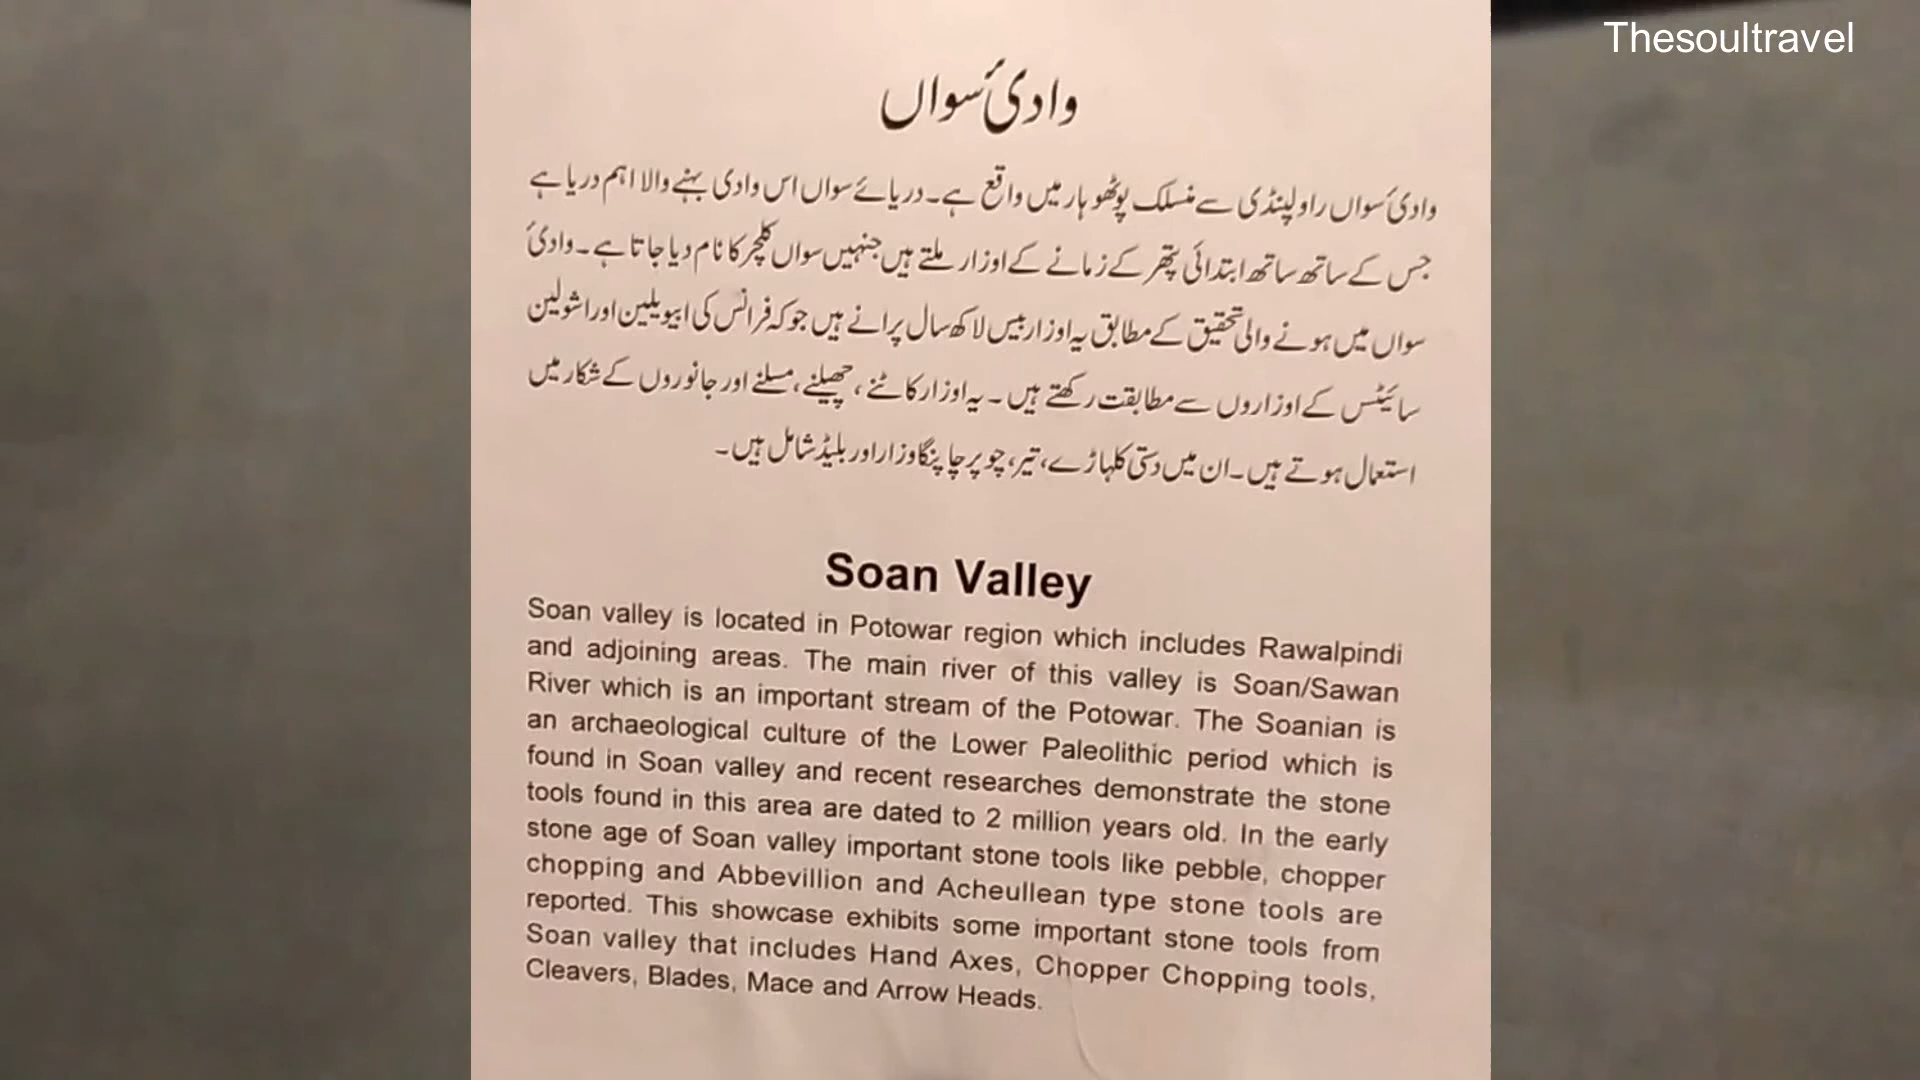 Thesoultravel
وادیٔ سواں
وادیٔ سواں راولپنڈی سے منسلک پوٹھوہار میں واقع ہے۔ دریائے سواں اس وادی بہنے والا اہم دریا ہے
جس کے ساتھ ساتھ ابتدائی پتھر کے زمانے کے اوزار ملتے ہیں جنہیں سواں کلچر کا نام دیا جاتا ہے۔ وادیٔ
سواں میں ہونے والی تحقیق کے مطابق یہ اوزار بیس لاکھ سال پرانے ہیں جو کہ فرانس کی ابیویلین اور اشولین
سائیٹس کے اوزاروں سے مطابقت رکھتے ہیں۔ یہ اوزار کاٹنے، چھیلنے، مسلنے اور جانوروں کے شکار میں
استعمال ہوتے ہیں۔ ان میں دستی کلہاڑے، تیر، چوپر چاپنگ اوزار اور بلیڈ شامل ہیں۔
Soan Valley
Soan valley is located in Potowar region which includes Rawalpindi
and adjoining areas. The main river of this valley is Soan/Sawan
River which is an important stream of the Potowar. The Soanian is
an archaeological culture of the Lower Paleolithic period which is
found in Soan valley and recent researches demonstrate the stone
tools found in this area are dated to 2 million years old. In the early
stone age of Soan valley important stone tools like pebble, chopper
chopping and Abbevillion and Acheullean type stone tools are
reported. This showcase exhibits some important stone tools from
Soan valley that includes Hand Axes, Chopper Chopping tools,
Cleavers, Blades, Mace and Arrow Heads.